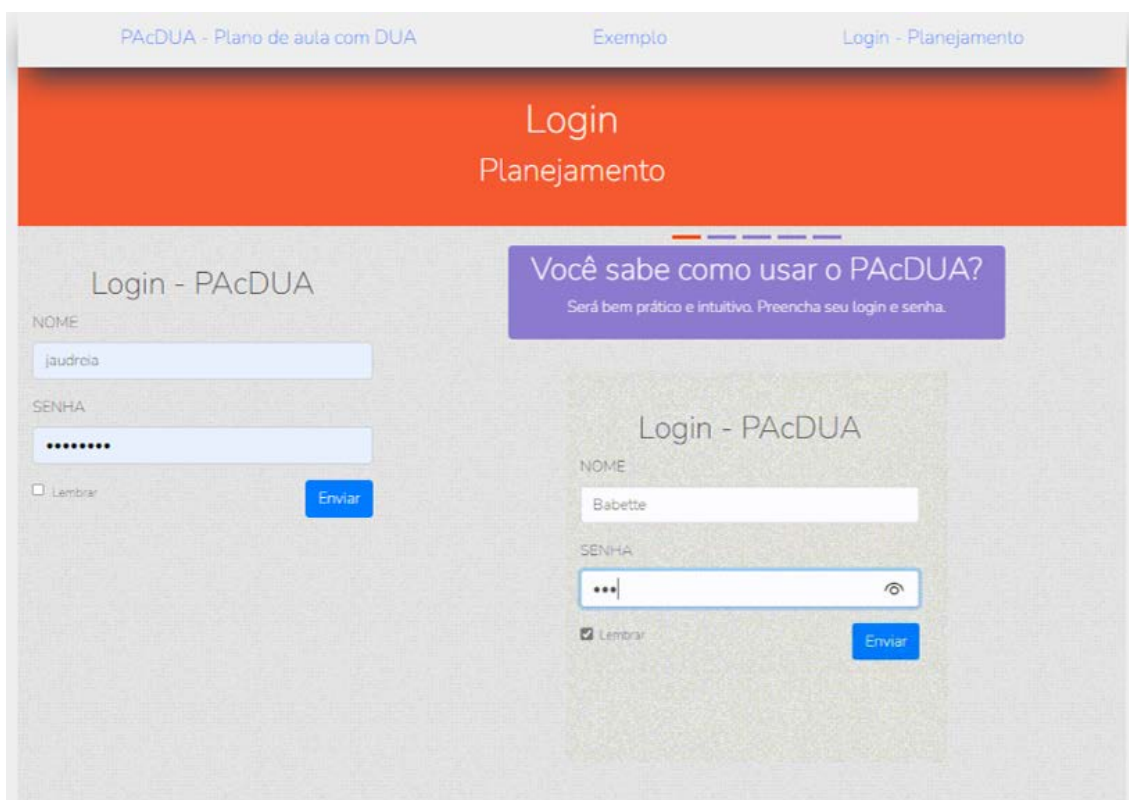 PAcDUA - Plano de aula com DUA Exemplo Login - Planejamento
Login
Planejamento
Login - PAcDUA
NOME
jaudreia
SENHA
••••••••
Lembrar
Enviar
Você sabe como usar o PAcDUA?
Será bem prático e intuitivo. Preencha seu login e senha.
Login - PAcDUA
NOME
Babette
SENHA
•••
Lembrar
Enviar